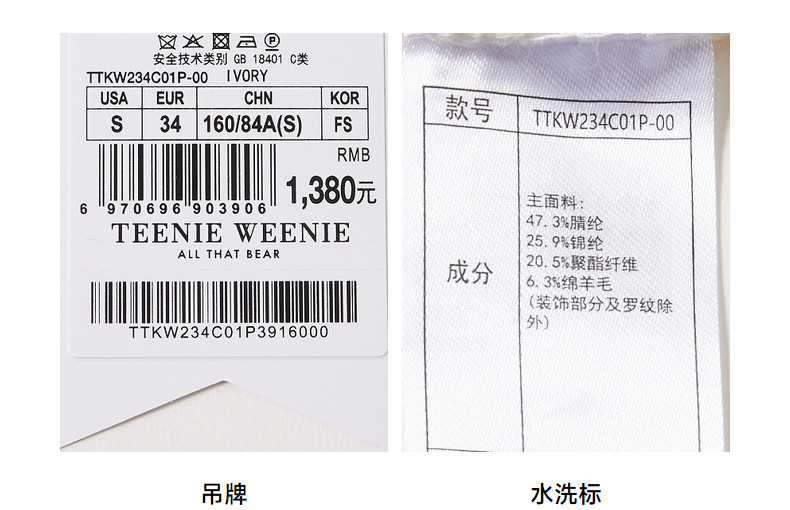 安全技术类别 GB 18401 C类
TTKW234C01P-00 IVORY
USA EUR CHN KOR
S 34 160/84A(S) FS
RMB
1,380元
6 970696 903906
TEENIE WEENIE
ALL THAT BEAR
TTKW234C01P3916000
吊牌
款号 TTKW234C01P-00
成分
主面料:
47.3%腈纶
25.9%锦纶
20.5%聚酯纤维
6.3%绵羊毛
(装饰部分及罗纹除
外)
水洗标